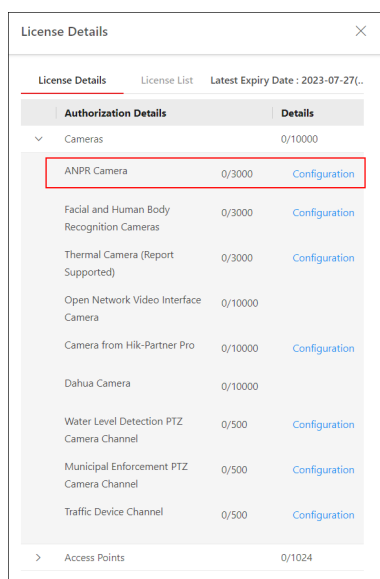 License Details
License Details License List Latest Expiry Date : 2023-07-27(..
Authorization Details Details
Cameras 0/10000
ANPR Camera 0/3000 Configuration
Facial and Human Body
Recognition Cameras
0/3000 Configuration
Thermal Camera (Report
Supported)
0/3000 Configuration
Open Network Video Interface
Camera
0/10000
Camera from Hik-Partner Pro 0/10000 Configuration
Dahua Camera 0/10000
Water Level Detection PTZ
Camera Channel
0/500 Configuration
Municipal Enforcement PTZ
Camera Channel
0/500 Configuration
Traffic Device Channel 0/500 Configuration
Access Points 0/1024